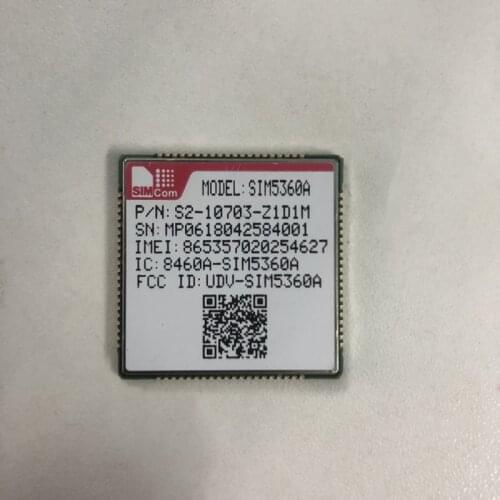 SIMCom
MODEL:SIM5360A
P/N:S2-10703-Z1D1M
SN:MP0618042584001
IMEI:865357020254627
IC:8460A-SIM5360A
FCC ID:UDV-SIM5360A